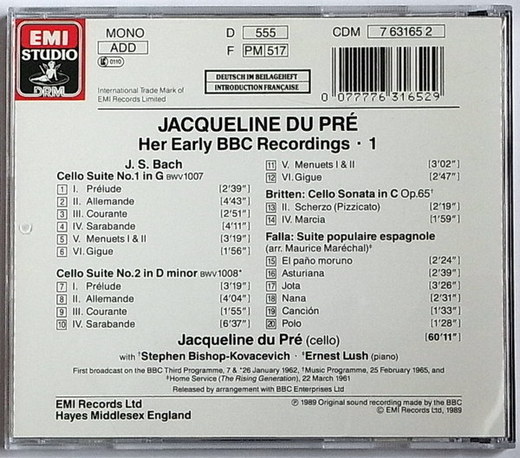 EMI
STUDIO
DRM
MONO
ADD
0110
International Trade Mark of
EMI Records Limited
D 555
F PM 517
CDM 7 63165 2
DEUTSCH IM BEILAGEHEFT
INTRODUCTION FRANÇAISE
0 077776 316529
JACQUELINE DU PRÉ
Her Early BBC Recordings · 1
J. S. Bach
Cello Suite No.1 in G BWV1007
1 I. Prélude [2'39"]
2 II. Allemande [4'43"]
3 III. Courante [2'51"]
4 IV. Sarabande [4'11"]
5 V. Menuets I & II [3'19"]
6 VI. Gigue [1'56"]
Cello Suite No.2 in D minor BWV1008*
7 I. Prélude [3'19"]
8 II. Allemande [4'04"]
9 III. Courante [1'55"]
10 IV. Sarabande [6'37"]
11 V. Menuets I & II [3'02"]
12 VI. Gigue [2'47"]
Britten: Cello Sonata in C Op.65†
13 II. Scherzo (Pizzicato) [2'19"]
14 IV. Marcia [1'59"]
Falla: Suite populaire espagnole
(arr. Maurice Maréchal)‡
15 El paño moruno [2'24"]
16 Asturiana [2'39"]
17 Jota [3'26"]
18 Nana [2'31"]
19 Canción [1'33"]
20 Polo [1'28"]
Jacqueline du Pré (cello) [60'11"]
with †Stephen Bishop-Kovacevich · ‡Ernest Lush (piano)
First broadcast on the BBC Third Programme, 7 & *26 January 1962, †Music Programme, 25 February 1965, and
‡Home Service (The Rising Generation), 22 March 1961
Released by arrangement with BBC Enterprises Ltd
EMI Records Ltd
Hayes Middlesex England
℗ 1989 Original sound recording made by the BBC.
© EMI Records Ltd, 1989